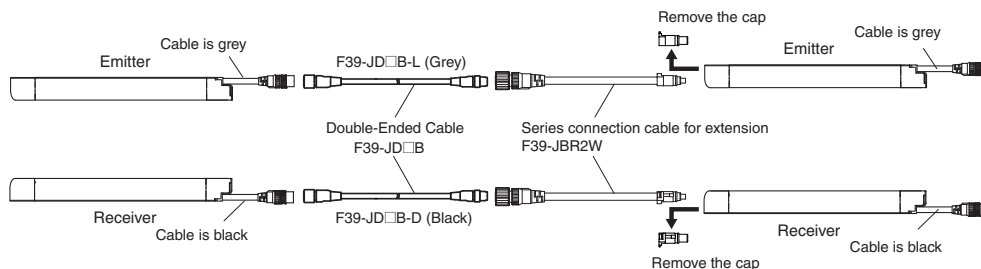 Remove the cap
Cable is grey
Emitter
F39-JD□B-L (Grey)
Emitter
Cable is grey
Double-Ended Cable
F39-JD□B
Series connection cable for extension
F39-JBR2W
Receiver
Cable is black
F39-JD□B-D (Black)
Receiver
Cable is black
Remove the cap